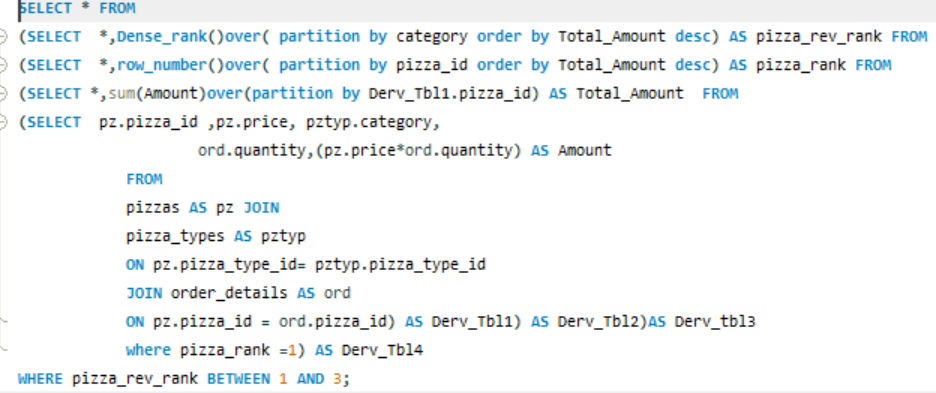 SELECT * FROM
(SELECT *,Dense_rank()over( partition by category order by Total_Amount desc) AS pizza_rev_rank FROM
(SELECT *,row_number()over( partition by pizza_id order by Total_Amount desc) AS pizza_rank FROM
(SELECT *,sum(Amount)over(partition by Derv_Tbl1.pizza_id) AS Total_Amount FROM
(SELECT pz.pizza_id ,pz.price, pztyp.category,
ord.quantity,(pz.price*ord.quantity) AS Amount
FROM
pizzas AS pz JOIN
pizza_types AS pztyp
ON pz.pizza_type_id= pztyp.pizza_type_id
JOIN order_details AS ord
ON pz.pizza_id = ord.pizza_id) AS Derv_Tbl1) AS Derv_Tbl2)AS Derv_tbl3
where pizza_rank =1) AS Derv_Tbl4
WHERE pizza_rev_rank BETWEEN 1 AND 3;